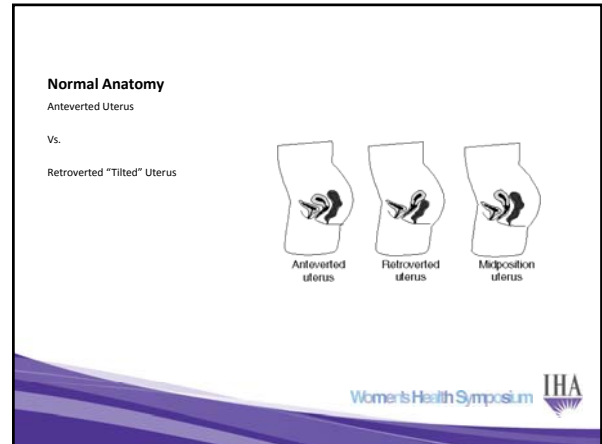 Normal Anatomy
Anteverted Uterus
Vs.
Retroverted “Tilted” Uterus
Anteverted
uterus
Retroverted
uterus
Midposition
uterus
Women's Health Symposium
IHA